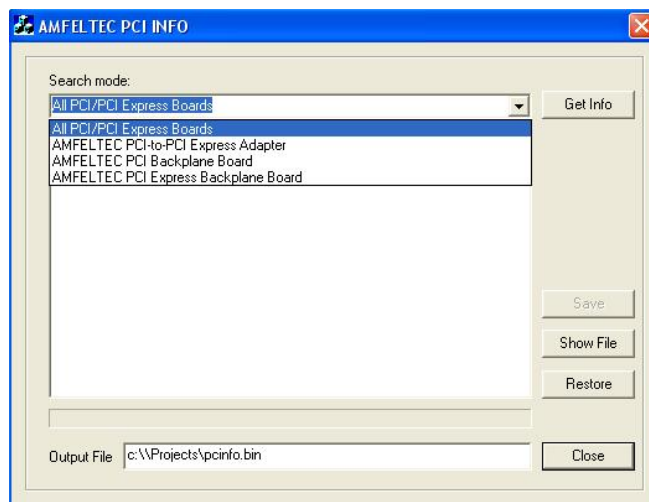 AMFELTEC PCI INFO
Search mode:
All PCI/PCI Express Boards
Get Info
All PCI/PCI Express Boards
AMFELTEC PCI-to-PCI Express Adapter
AMFELTEC PCI Backplane Board
AMFELTEC PCI Express Backplane Board
Save
Show File
Restore
Output File
c:\\Projects\pcinfo.bin
Close